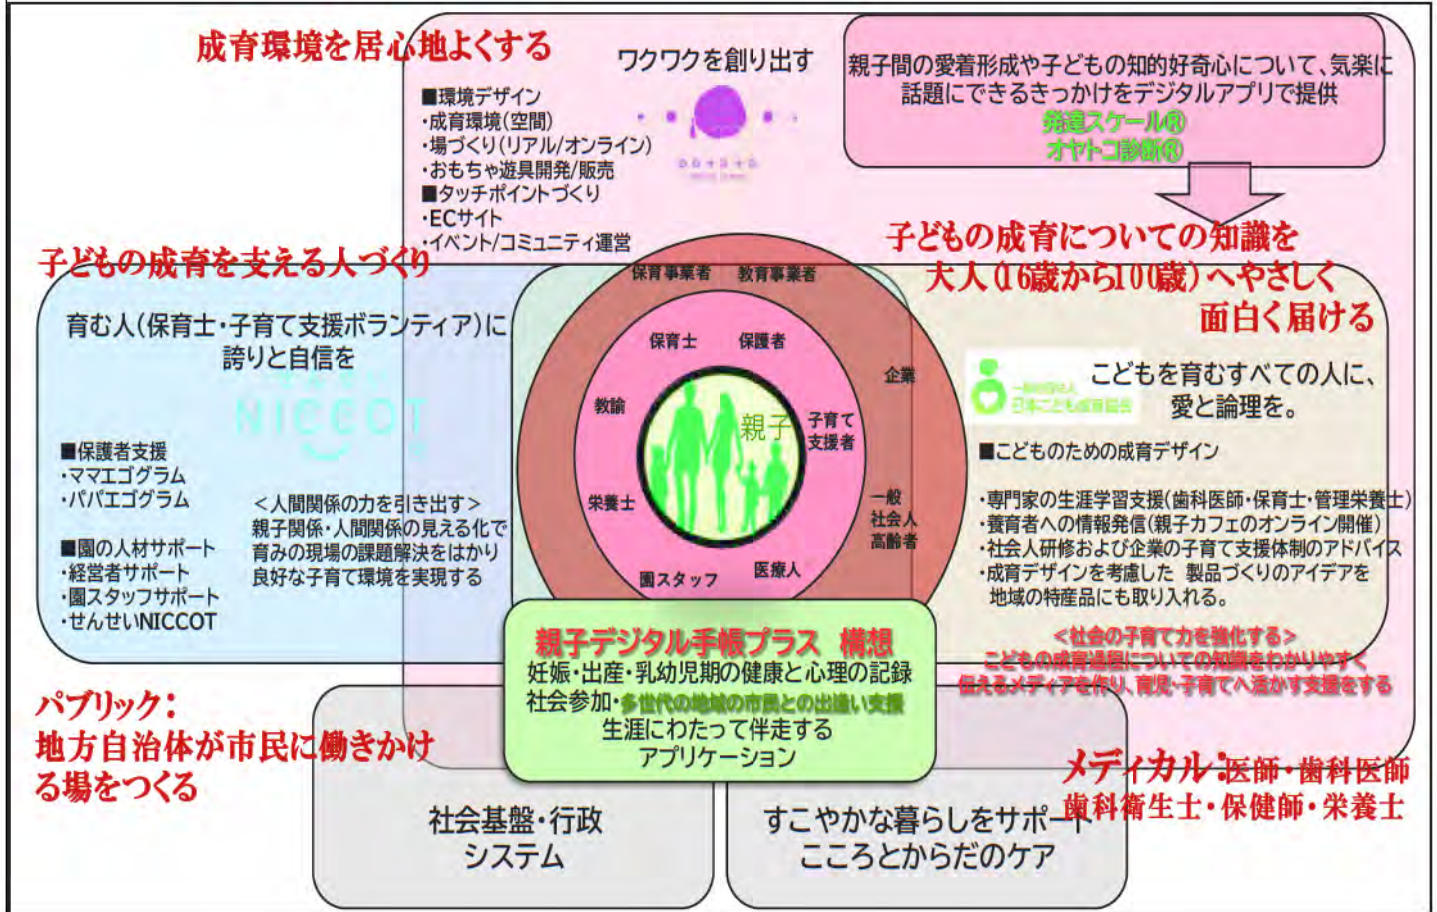 成育環境を居心地よくする
ワクワクを創り出す
■環境デザイン
・成育環境(空間)
・場づくり(リアル/オンライン)
・おもちゃ遊具開発/販売
■タッチポイントづくり
・ECサイト
・イベント/コミュニティ運営
親子間の愛着形成や子どもの知的好奇心について、気楽に
話題にできるきっかけをデジタルアプリで提供
発達スケール®
オヤトコ診断®
子どもの成育を支える人づくり
育む人(保育士・子育て支援ボランティア)に
誇りと自信を
NICCOT
■保護者支援
・ママエゴグラム
・パパエゴグラム
■園の人材サポート
・経営者サポート
・園スタッフサポート
・せんせいNICCOT
<人間関係の力を引き出す>
親子関係・人間関係の見える化で
育みの現場の課題解決をはかり
良好な子育て環境を実現する
保育事業者
教育事業者
企業
一般
社会人
高齢者
保育士
保護者
教諭
子育て
支援者
栄養士
園スタッフ
医療人
親子
子どもの成育についての知識を
大人(16歳から100歳)へやさしく
面白く届ける
一般社団法人
日本こども成育協会
こどもを育むすべての人に、
愛と論理を。
■こどものための成育デザイン
・専門家の生涯学習支援(歯科医師・保育士・管理栄養士)
・養育者への情報発信(親子カフェのオンライン開催)
・社会人研修および企業の子育て支援体制のアドバイス
・成育デザインを考慮した 製品づくりのアイデアを
地域の特産品にも取り入れる。
<社会の子育て力を強化する>
こどもの成育過程についての知識をわかりやすく
伝えるメディアを作り、育児・子育てへ活かす支援をする
親子デジタル手帳プラス 構想
妊娠・出産・乳幼児期の健康と心理の記録
社会参加・多世代の地域の市民との出逢い支援
生涯にわたって伴走する
アプリケーション
パブリック：
地方自治体が市民に働きかけ
る場をつくる
社会基盤・行政
システム
メディカル：医師・歯科医師
歯科衛生士・保健師・栄養士
すこやかな暮らしをサポート
こころとからだのケア